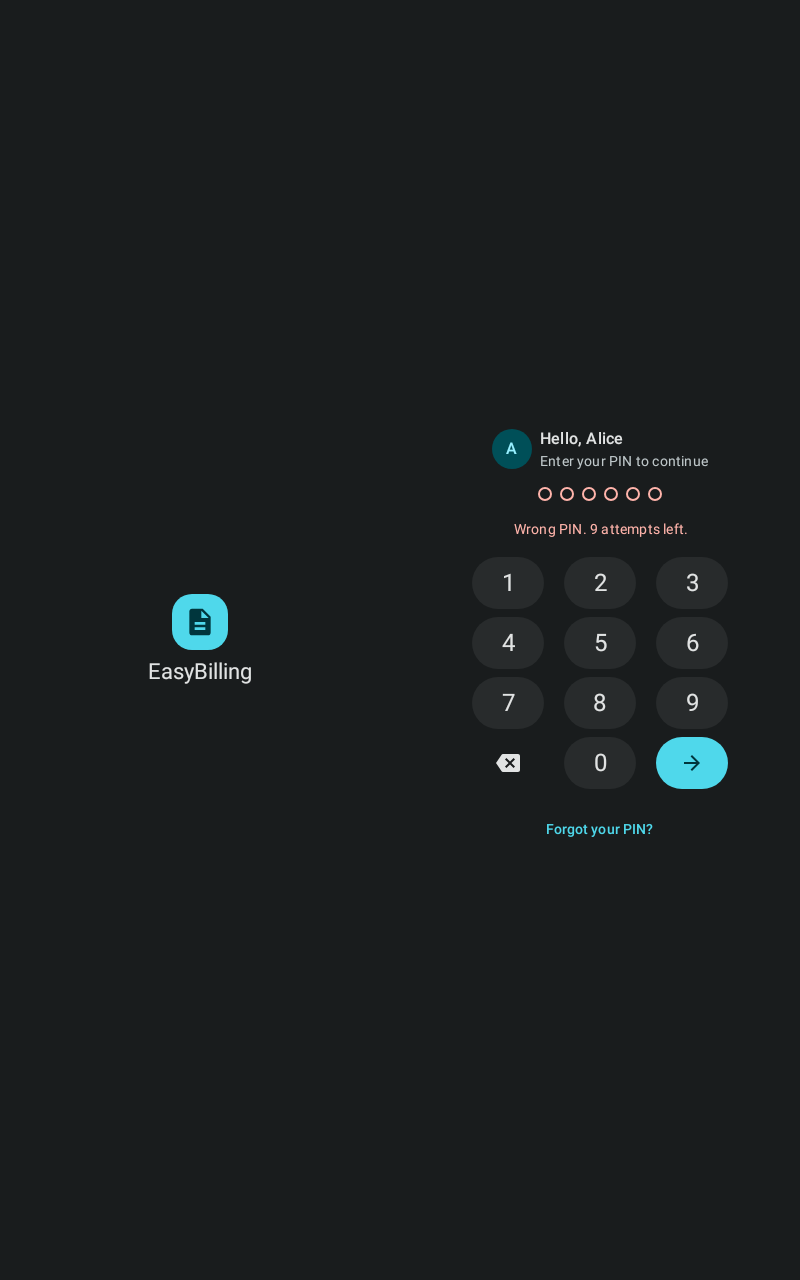 Hello, Alice
A
Enter your PIN to continue
Wrong PIN. 9 attempts left.
1 2 3
4 5 6
7 8 9
0
Forgot your PIN?
EasyBilling